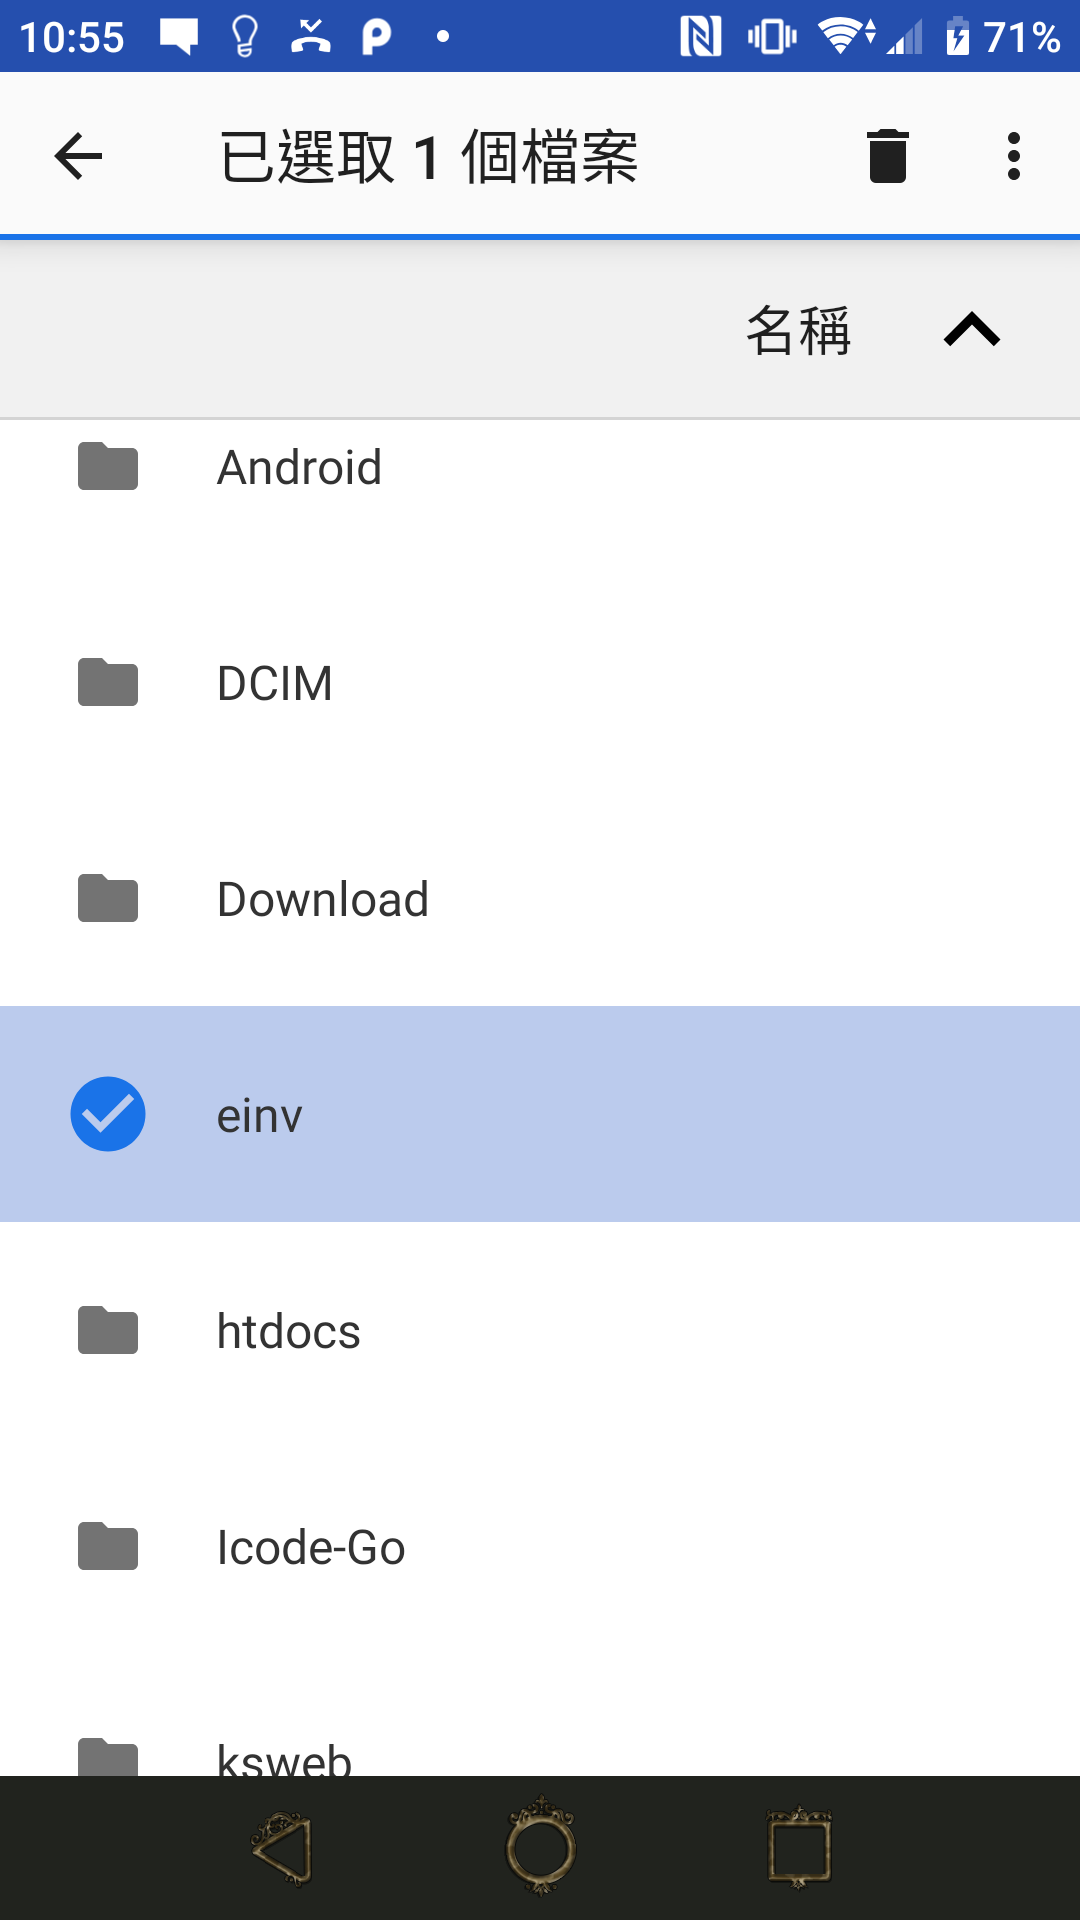 10:55 71%
已選取 1 個檔案
名稱
Android
DCIM
Download
einv
htdocs
Icode-Go
ksweb